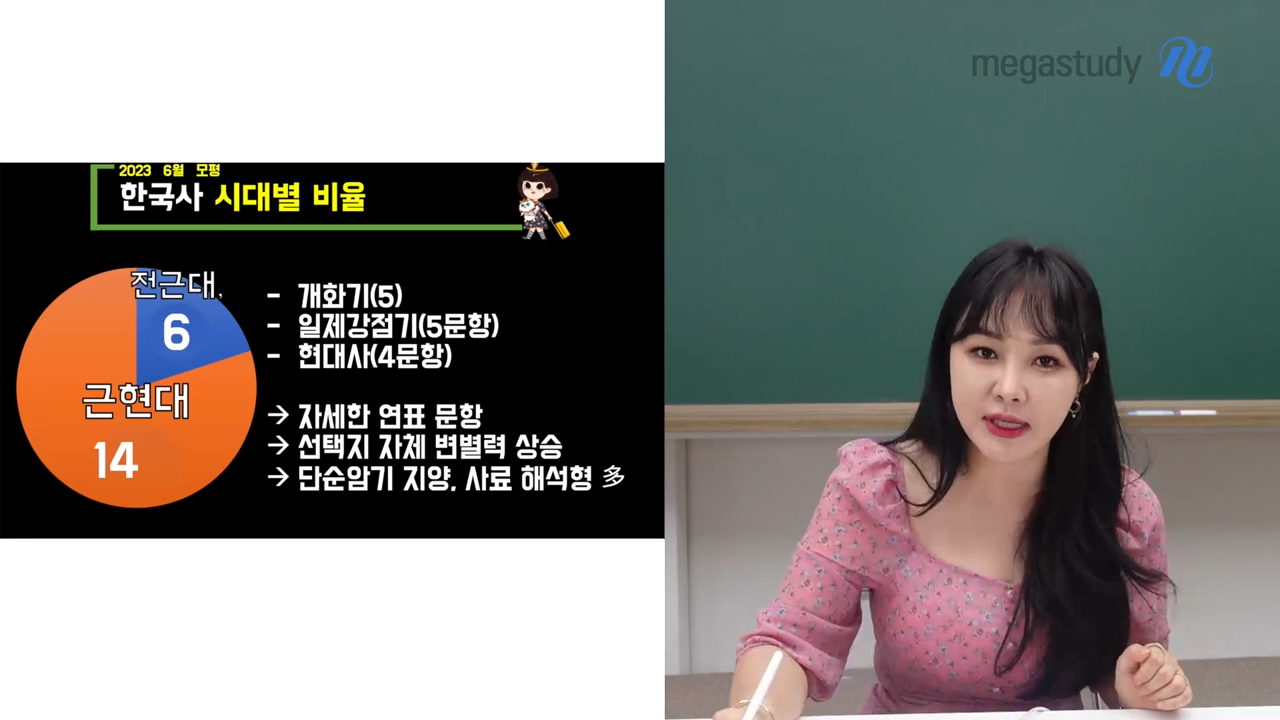 2023 6월 모평
한국사 시대별 비율
전근대,
6
근현대
14
- 개화기(5)
- 일제강점기(5문항)
- 현대사(4문항)
→ 자세한 연표 문항
→ 선택지 자체 변별력 상승
→ 단순암기 지양, 사료 해석형 多
megastudy